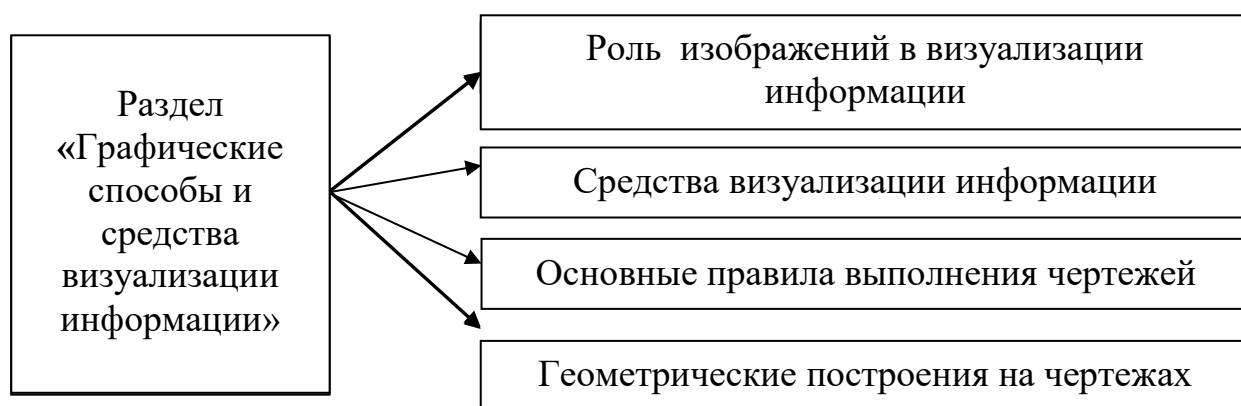 Раздел
«Графические
способы и
средства
визуализации
информации»
Роль изображений в визуализации
информации
Средства визуализации информации
Основные правила выполнения чертежей
Геометрические построения на чертежах